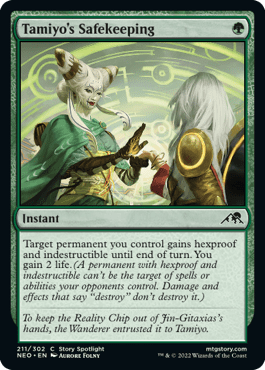 Tamiyo's Safekeeping
Instant
Target permanent you control gains hexproof
and indestructible until end of turn. You
gain 2 life. (A permanent with hexproof and
indestructible can't be the target of spells or
abilities your opponents control. Damage and
effects that say "destroy" don't destroy it.)
To keep the Reality Chip out of Jin-Gitaxias's
hands, the Wanderer entrusted it to Tamiyo.
211/302 C Story Spotlight mtgstory.com
NEO • EN Aurore Folny ™ & © 2022 Wizards of the Coast